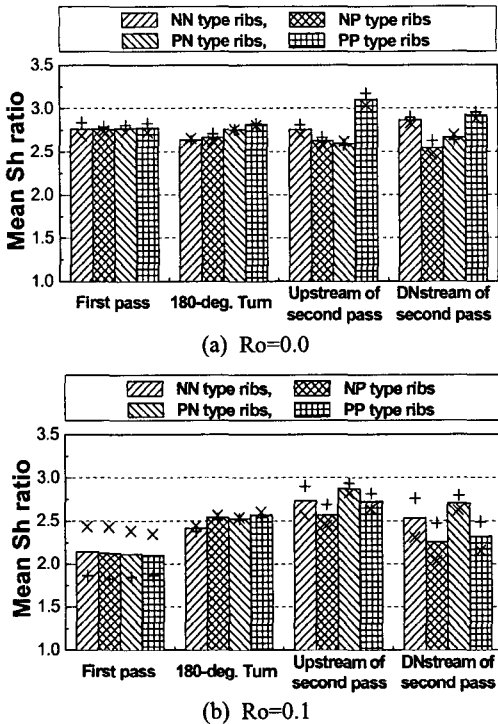 NN type ribs, NP type ribs
PN type ribs, PP type ribs
3.5
3.0
2.5
2.0
1.5
1.0
Mean Sh ratio
First pass 180-deg. Turn Upstream of second pass DNstream of second pass
(a) Ro=0.0
NN type ribs, NP type ribs
PN type ribs, PP type ribs
3.5
3.0
2.5
2.0
1.5
1.0
Mean Sh ratio
First pass 180-deg. Turn Upstream of second pass DNstream of second pass
(b) Ro=0.1